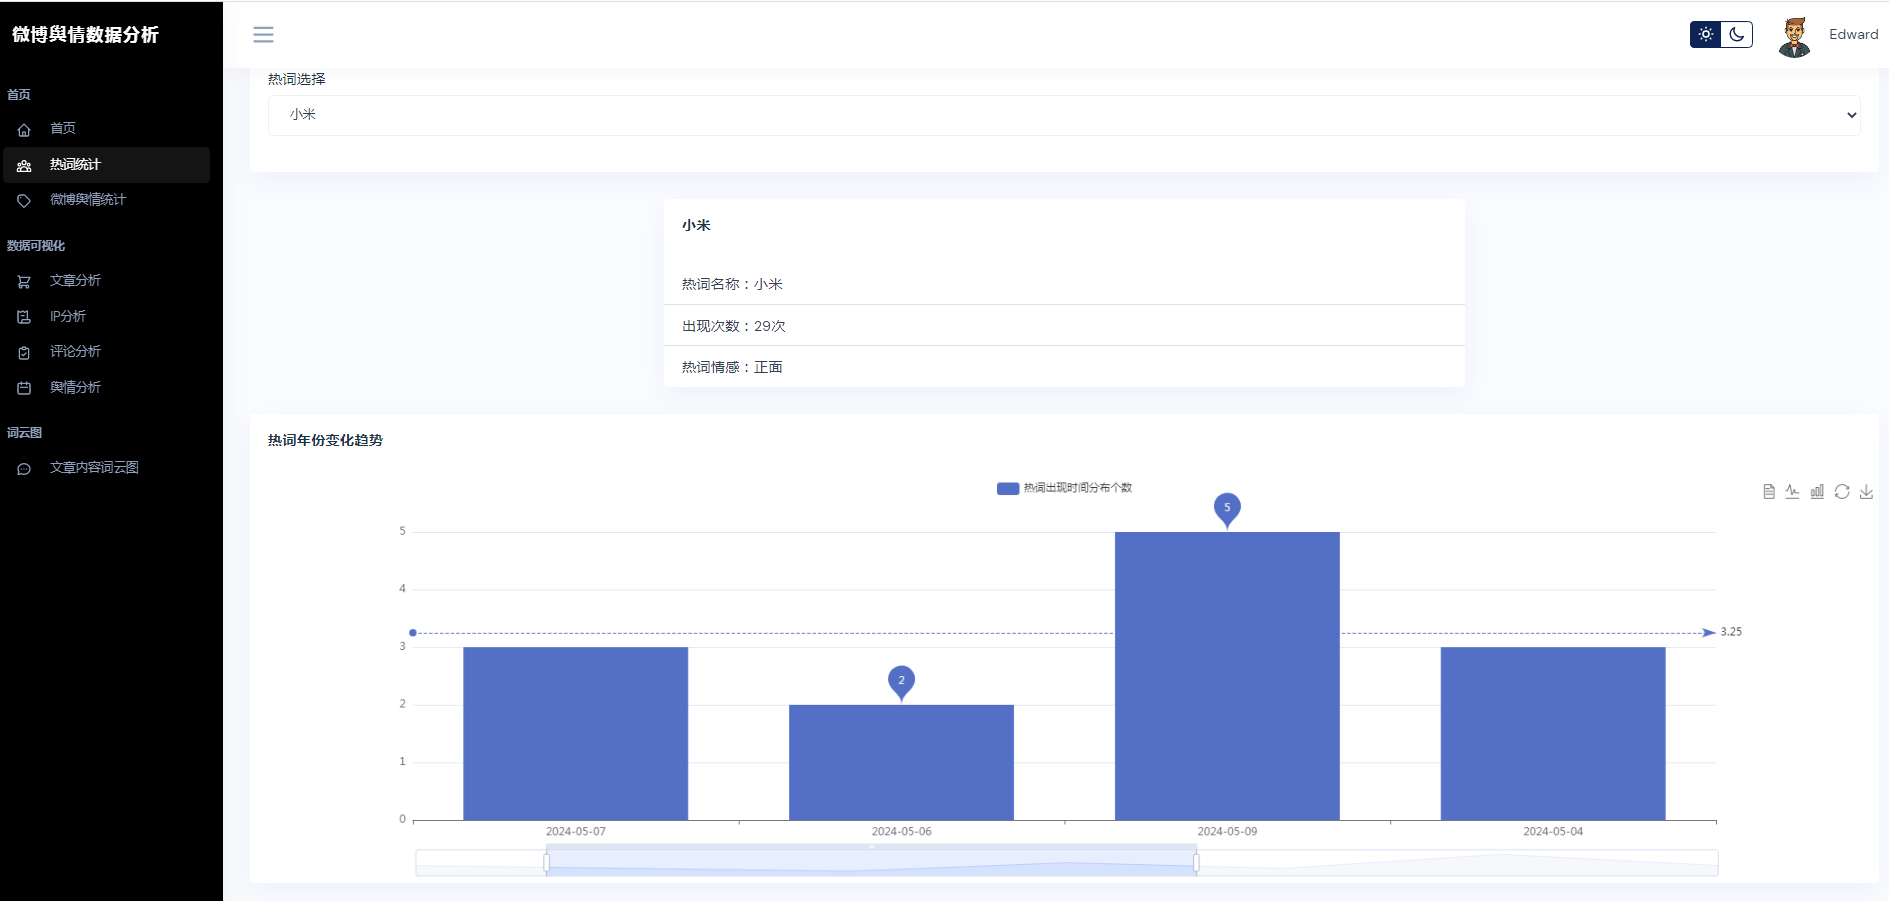 微博舆情数据分析
Edward
首页
首页
热词统计
微博舆情统计
数据可视化
文章分析
IP分析
评论分析
舆情分析
词云图
文章内容词云图
热词选择
小米
小米
热词名称：小米
出现次数：29次
热词情感：正面
热词年份变化趋势
热词出现时间分布个数
5
5
4
3.25
3
2
2
1
0
2024-05-07
2024-05-06
2024-05-09
2024-05-04